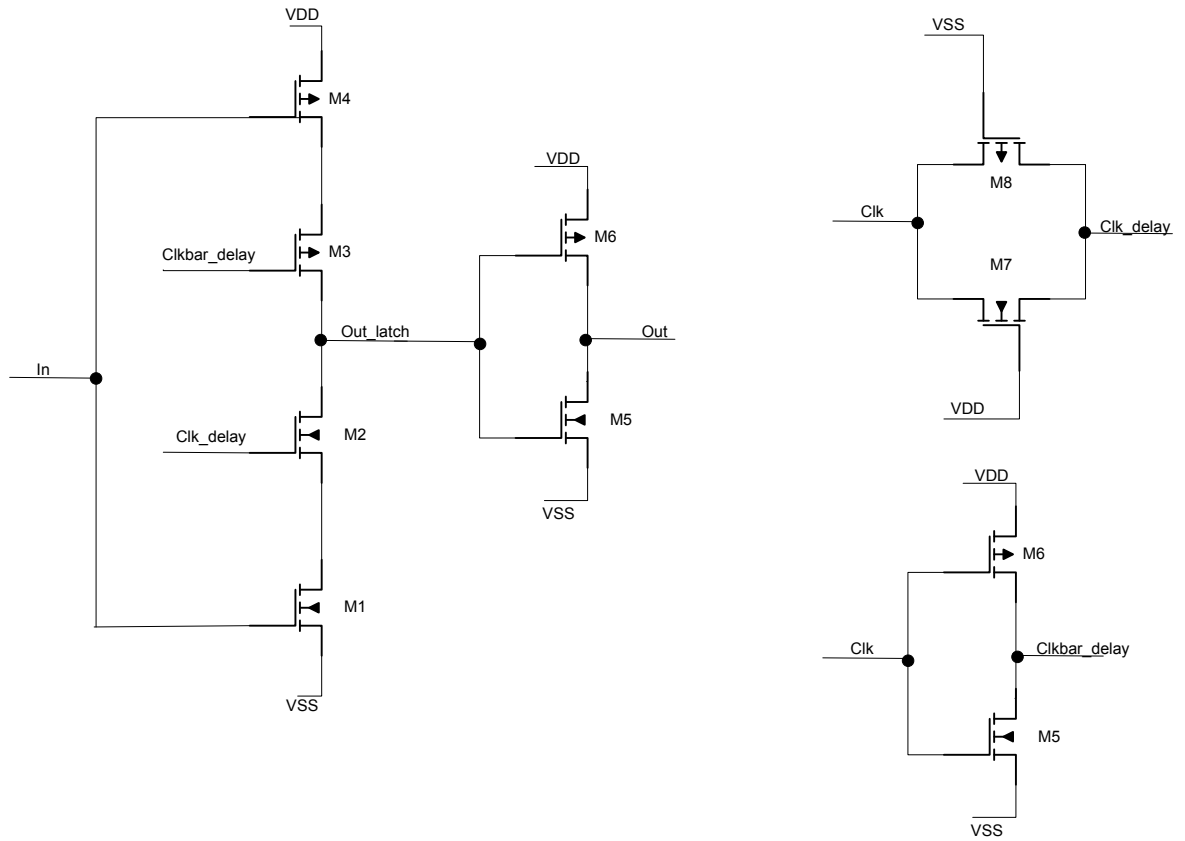 VDD
M4
Clkbar_delay
M3
Out_latch
In
Clk_delay
M2
M1
VSS
VDD
M6
Out
M5
VSS
VSS
M8
Clk
Clk_delay
M7
VDD
VDD
M6
Clk
Clkbar_delay
M5
VSS